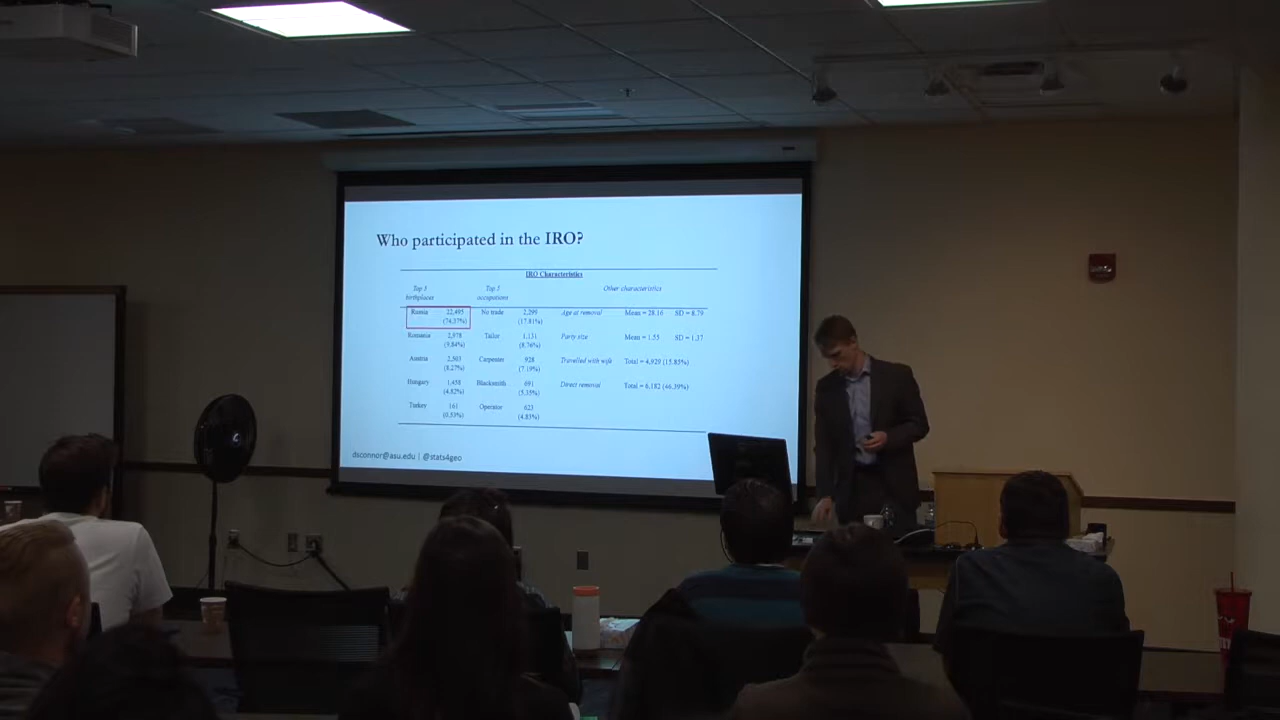 Who participated in the IRO?
IRO Characteristics
Top 5 birthplaces Top 5 occupations Other characteristics
Russia 22,495 (74.37%) No trade 2,299 (17.81%) Age at removal Mean = 28.16 SD = 8.79
Romania 2,978 (9.84%) Tailor 1,131 (8.76%) Party size Mean = 1.55 SD = 1.37
Austria 2,503 (8.27%) Carpenter 928 (7.19%) Travelled with wife Total = 4,929 (15.85%)
Hungary 1,458 (4.82%) Blacksmith 691 (5.35%) Direct removal Total = 6,182 (46.39%)
Turkey 161 (0.53%) Operator 623 (4.83%)
dsconnor@asu.edu | @stats4geo